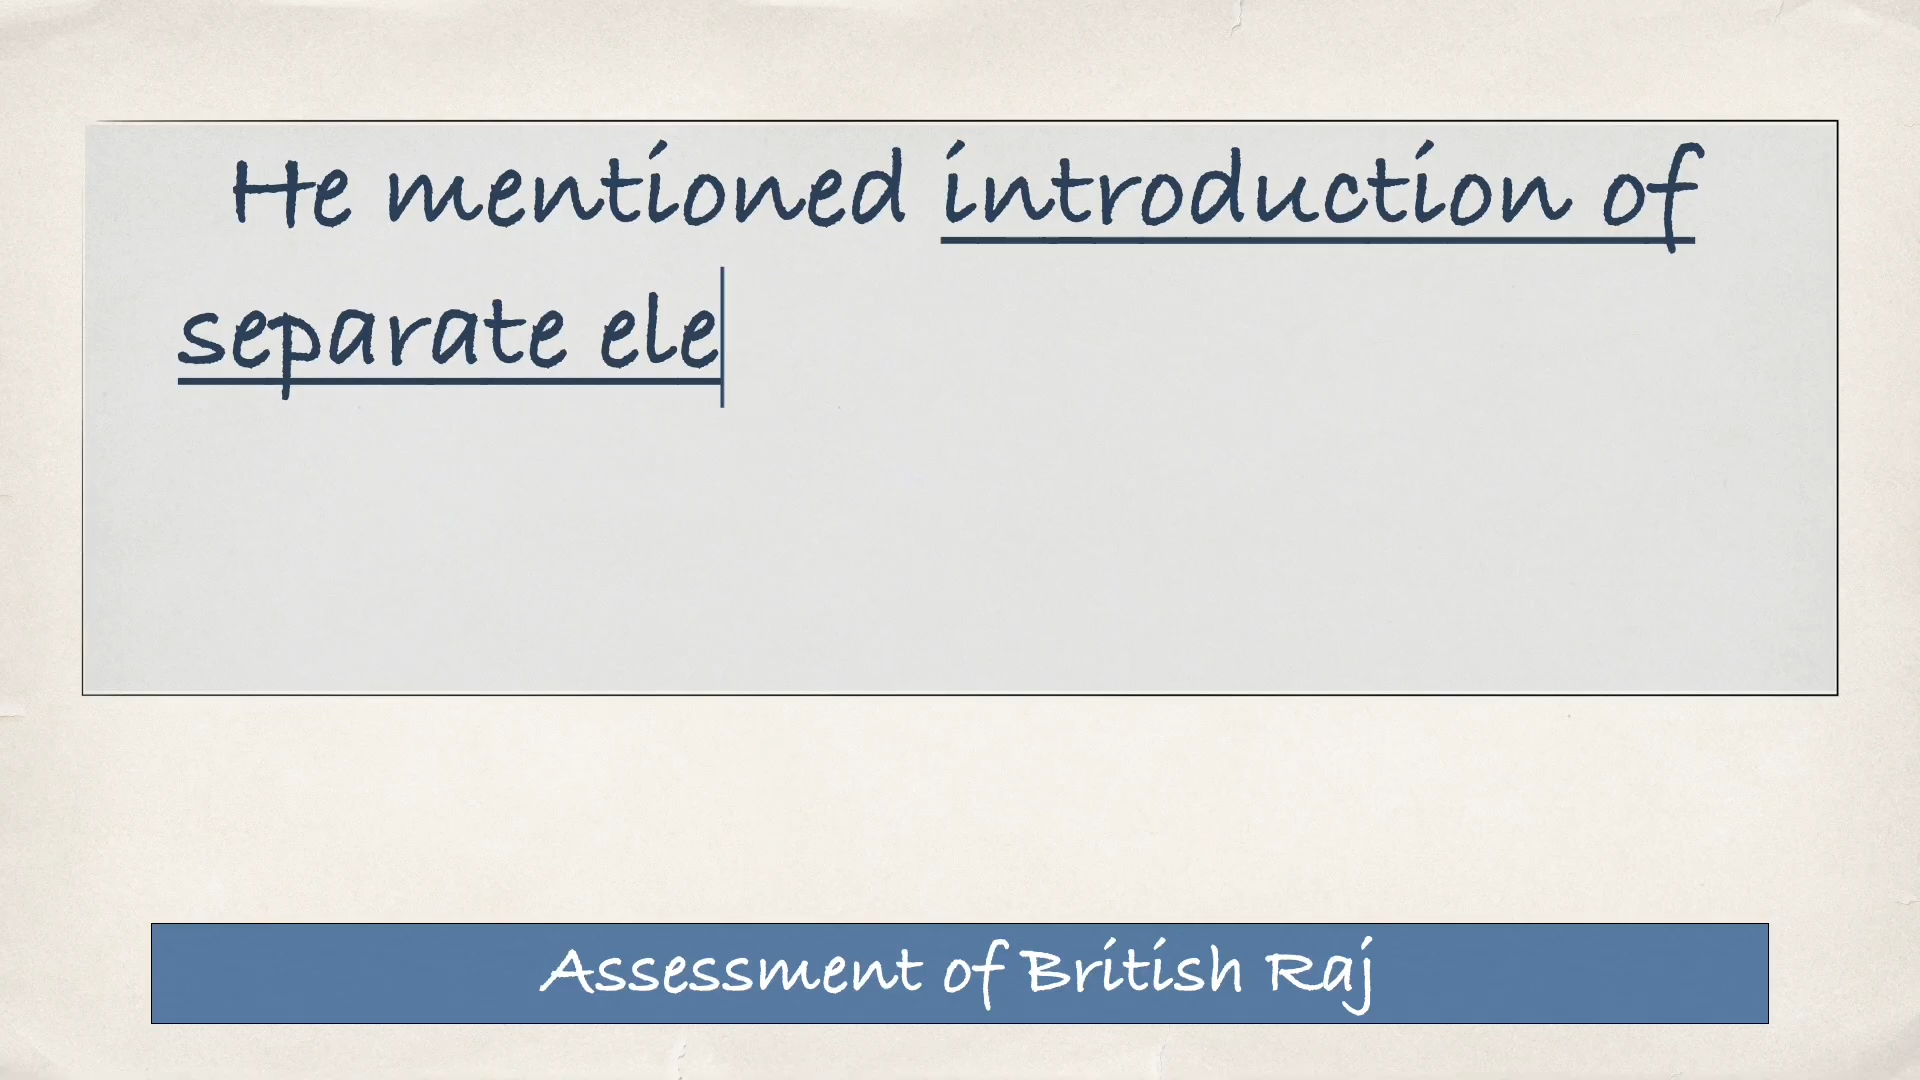 He mentioned introduction of
separate ele
Assessment of British Raj